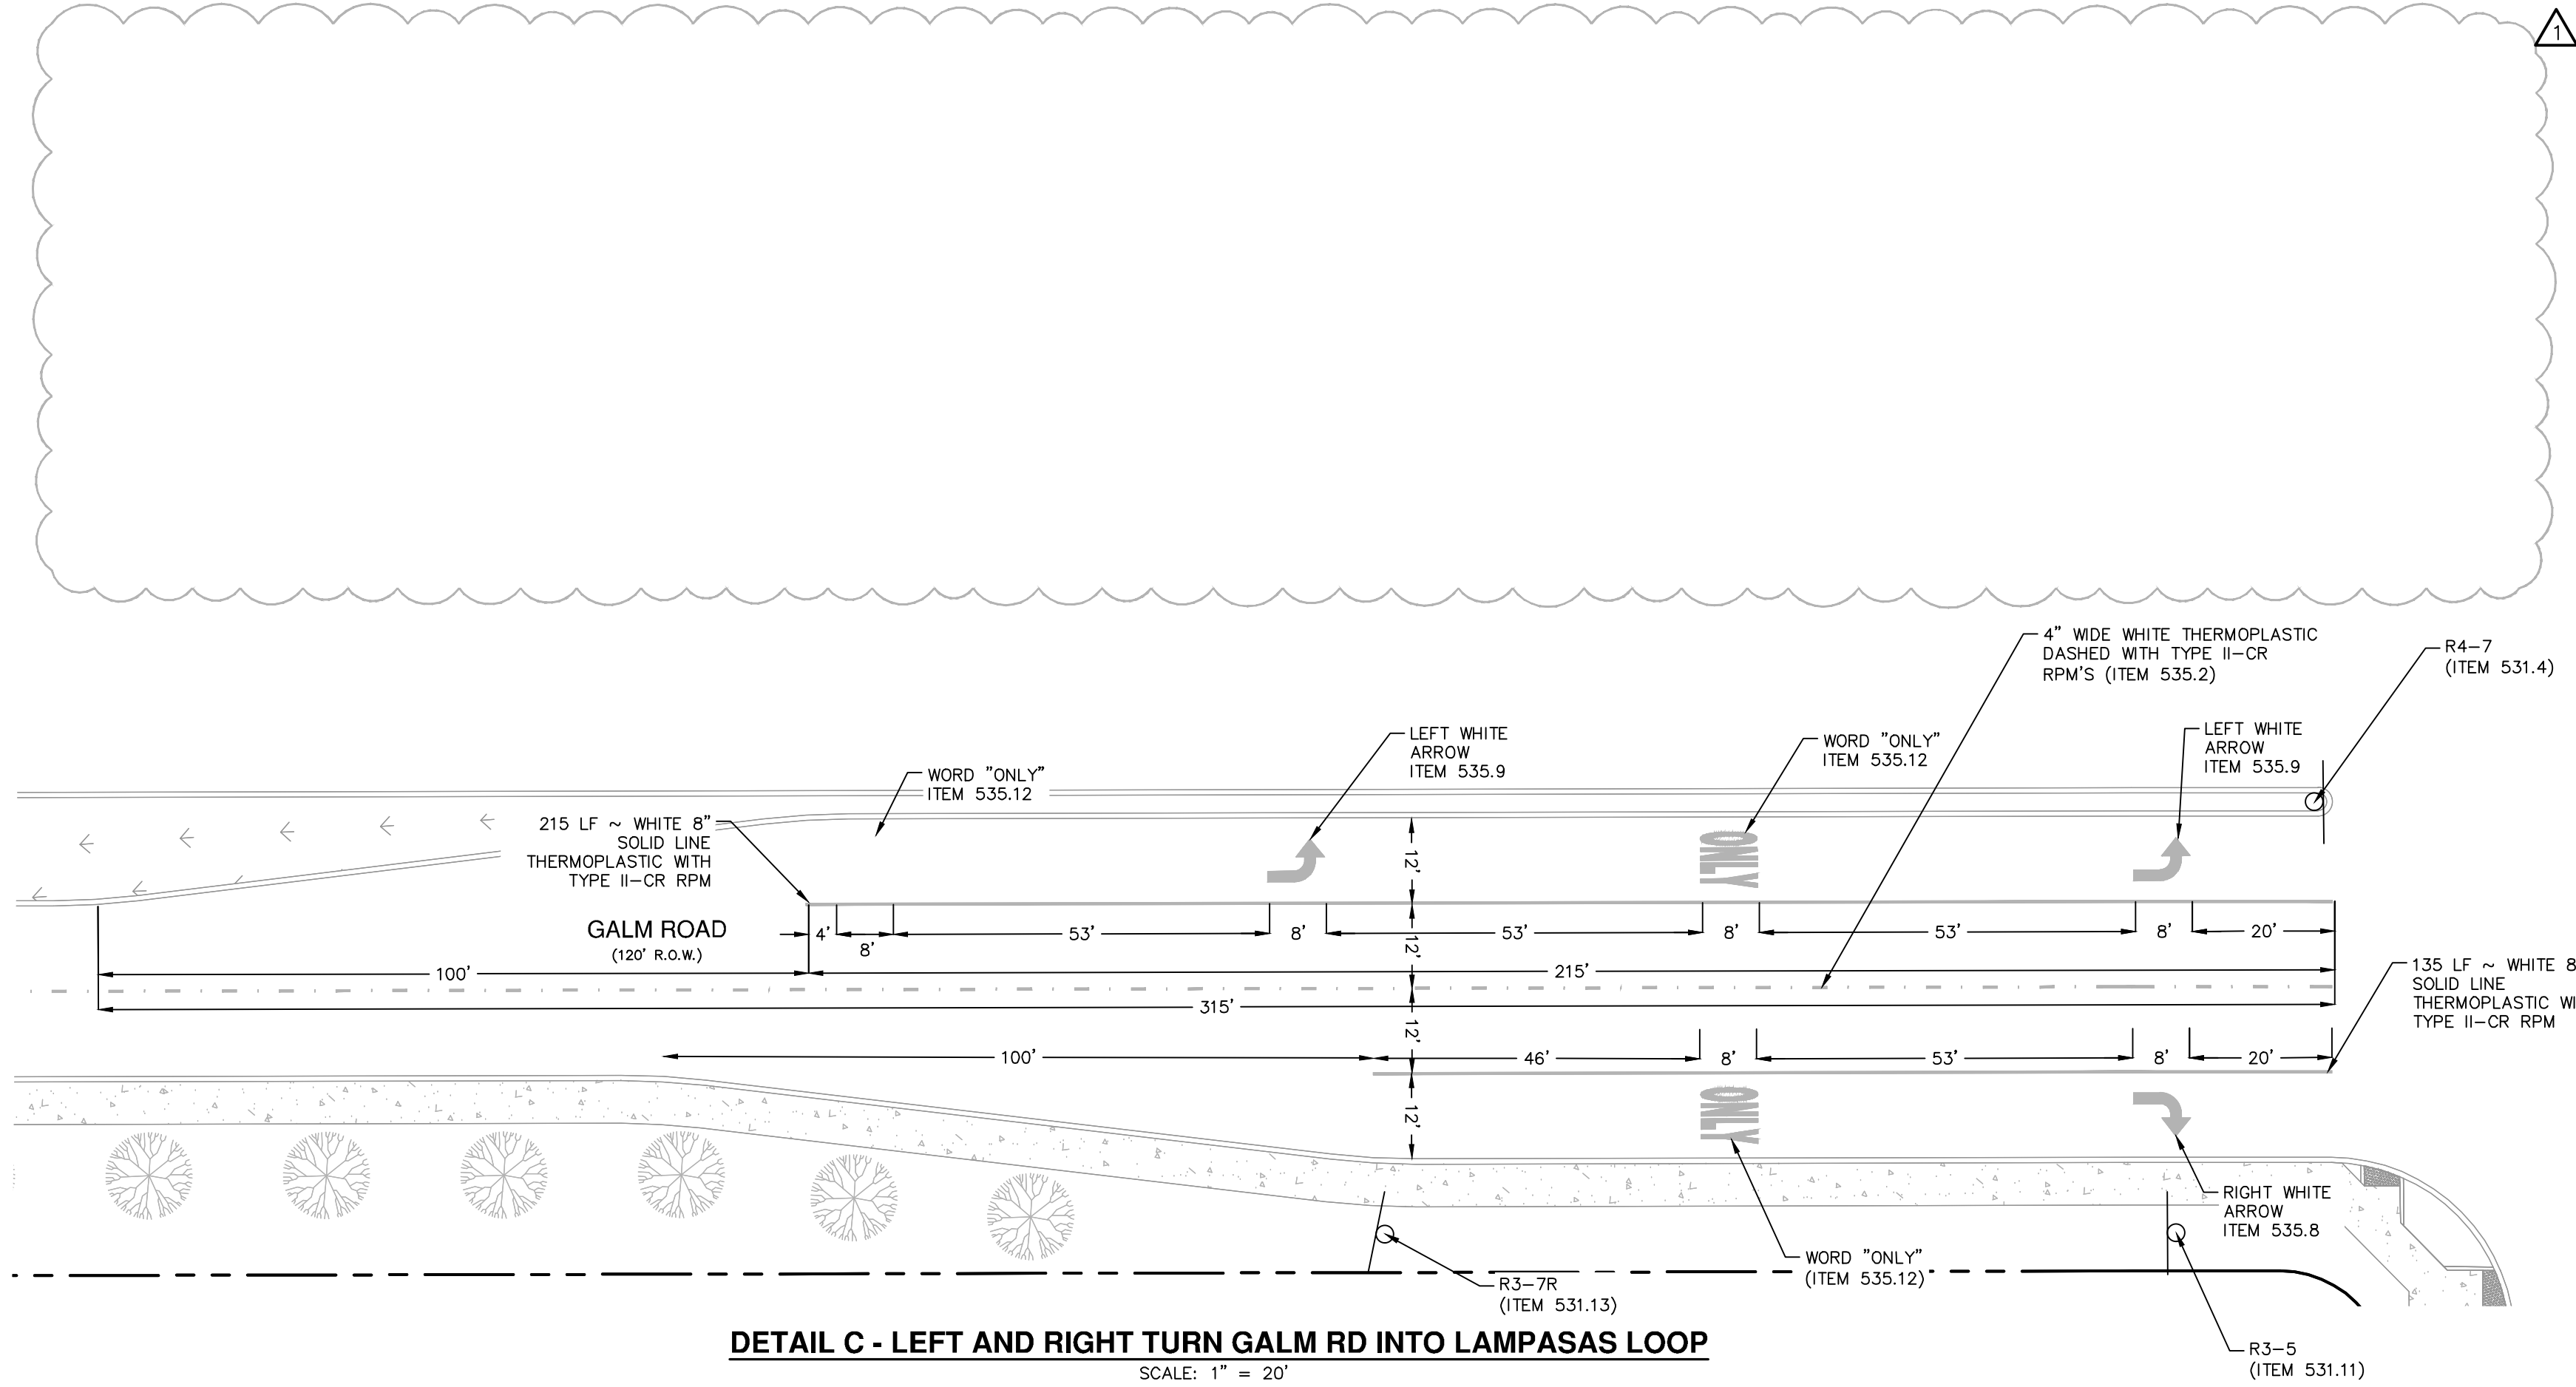 1
4" WIDE WHITE THERMOPLASTIC
DASHED WITH TYPE II-CR
RPM'S (ITEM 535.2)
R4-7
(ITEM 531.4)
LEFT WHITE
ARROW
ITEM 535.9
WORD "ONLY"
ITEM 535.12
LEFT WHITE
ARROW
ITEM 535.9
WORD "ONLY"
ITEM 535.12
215 LF ~ WHITE 8"
SOLID LINE
THERMOPLASTIC WITH
TYPE II-CR RPM
ONLY
12'
GALM ROAD
(120' R.O.W.)
4'
8'
53'
8'
53'
8'
53'
8'
20'
12'
100'
215'
315'
135 LF ~ WHITE 8
SOLID LINE
THERMOPLASTIC WI
TYPE II-CR RPM
12'
100'
46'
8'
53'
8'
20'
12'
ONLY
RIGHT WHITE
ARROW
ITEM 535.8
WORD "ONLY"
(ITEM 535.12)
R3-7R
(ITEM 531.13)
R3-5
(ITEM 531.11)
DETAIL C - LEFT AND RIGHT TURN GALM RD INTO LAMPASAS LOOP
SCALE: 1" = 20'